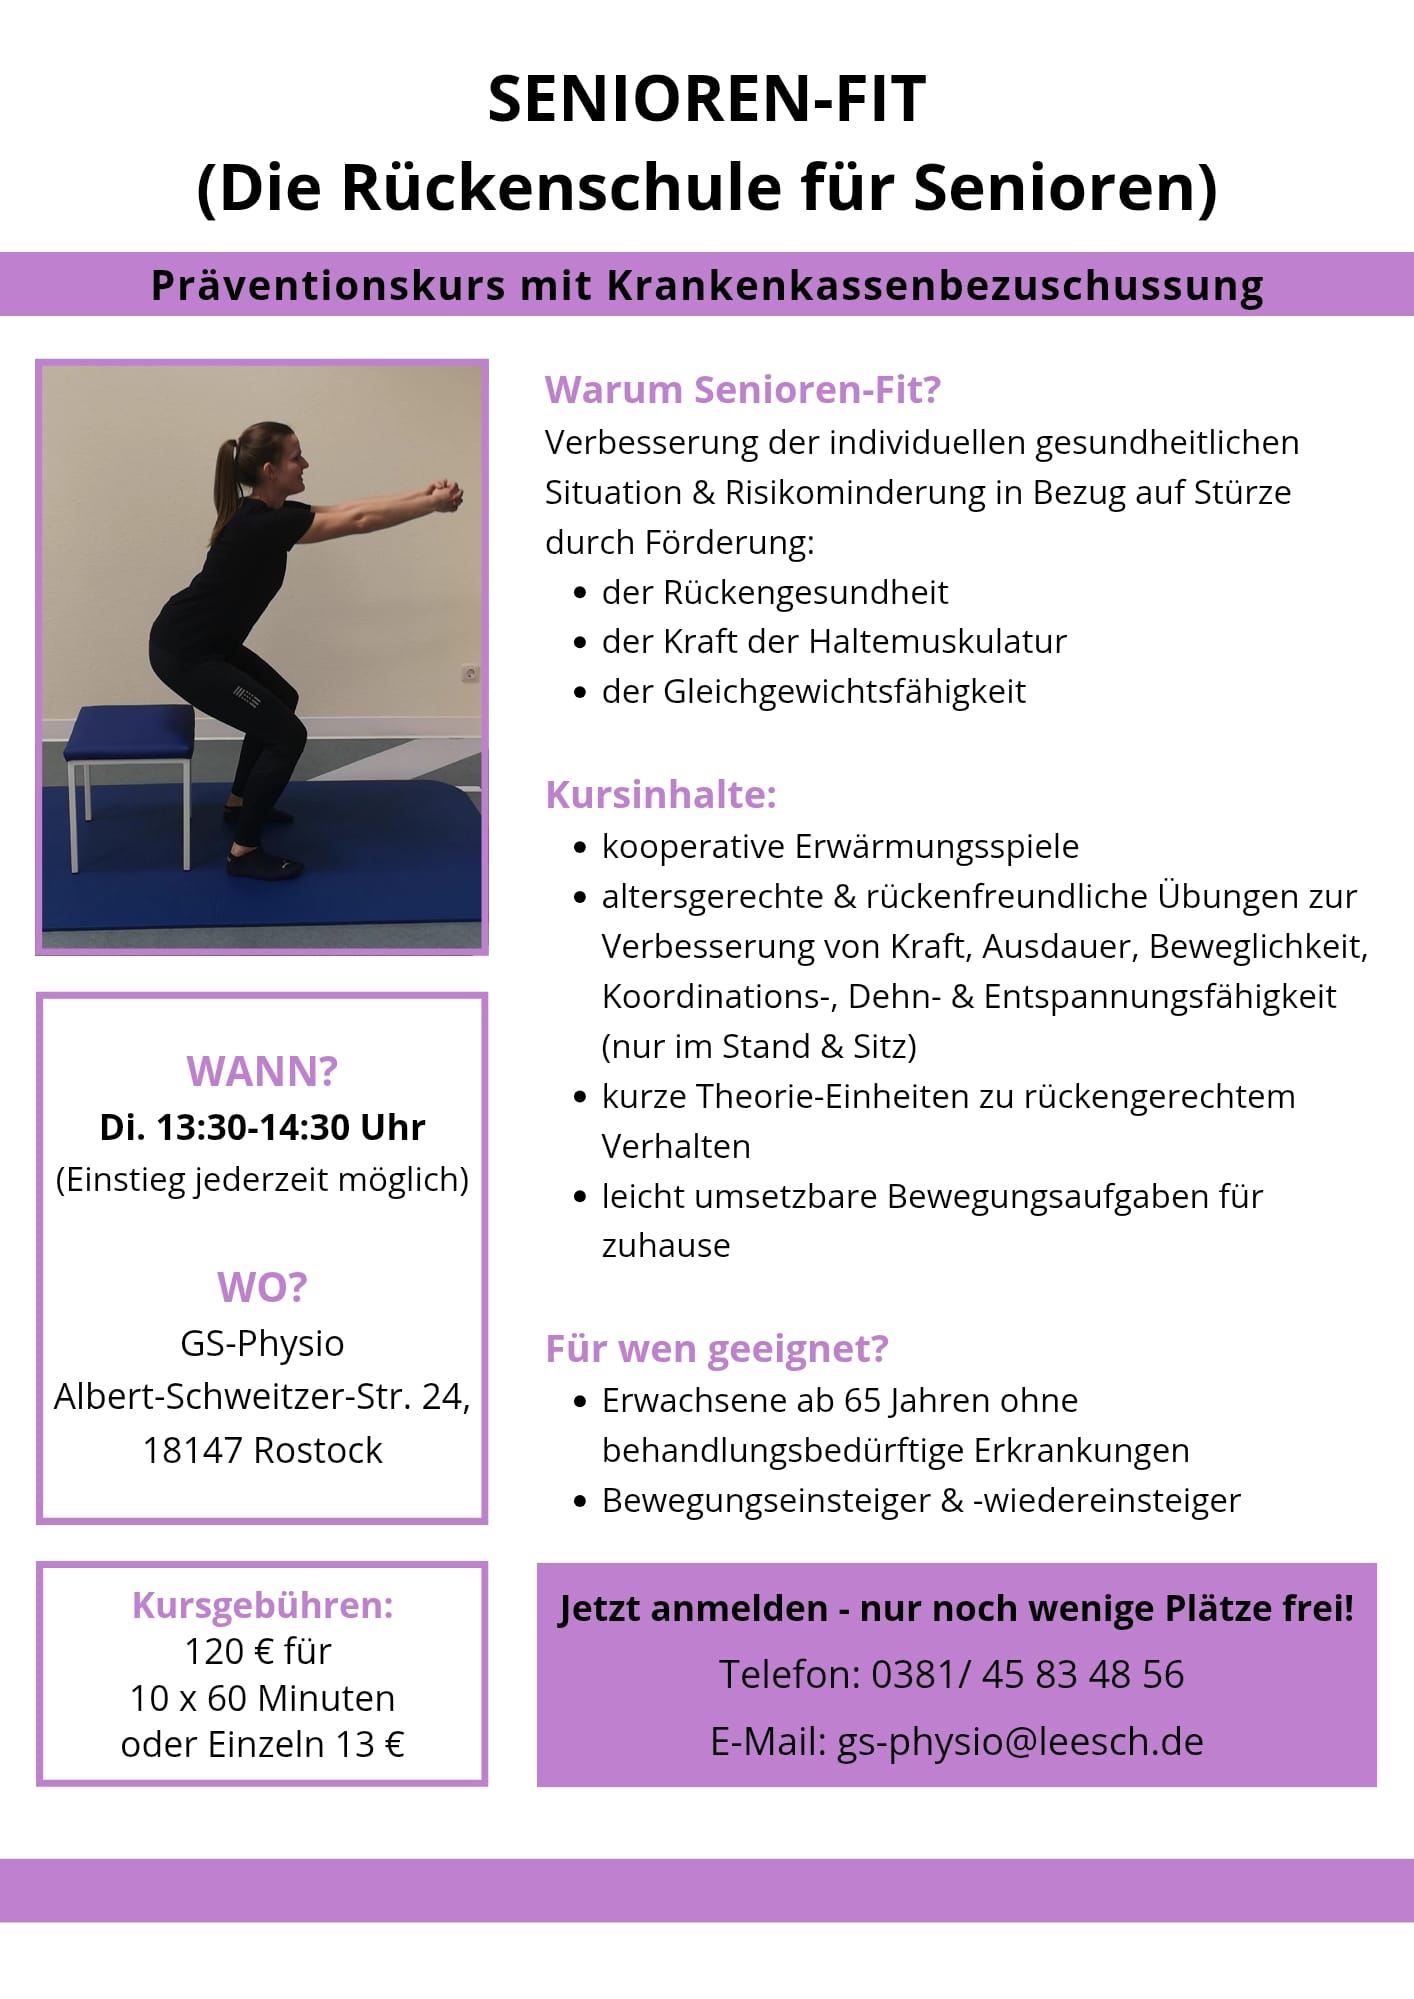 SENIOREN-FIT
(Die Rückenschule für Senioren)
Präventionskurs mit Krankenkassenbezuschussung
Warum Senioren-Fit?
Verbesserung der individuellen gesundheitlichen
Situation & Risikominderung in Bezug auf Stürze
durch Förderung:
• der Rückengesundheit
• der Kraft der Haltemuskulatur
• der Gleichgewichtsfähigkeit
Kursinhalte:
• kooperative Erwärmungsspiele
• altersgerechte & rückenfreundliche Übungen zur
Verbesserung von Kraft, Ausdauer, Beweglichkeit,
Koordinations-, Dehn- & Entspannungsfähigkeit
(nur im Stand & Sitz)
• kurze Theorie-Einheiten zu rückengerechtem
Verhalten
• leicht umsetzbare Bewegungsaufgaben für
zuhause
Für wen geeignet?
• Erwachsene ab 65 Jahren ohne
behandlungsbedürftige Erkrankungen
• Bewegungseinsteiger & -wiedereinsteiger
WANN?
Di. 13:30-14:30 Uhr
(Einstieg jederzeit möglich)
WO?
GS-Physio
Albert-Schweitzer-Str. 24,
18147 Rostock
Kursgebühren:
120 € für
10 x 60 Minuten
oder Einzeln 13 €
Jetzt anmelden - nur noch wenige Plätze frei!
Telefon: 0381/ 45 83 48 56
E-Mail: gs-physio@leesch.de